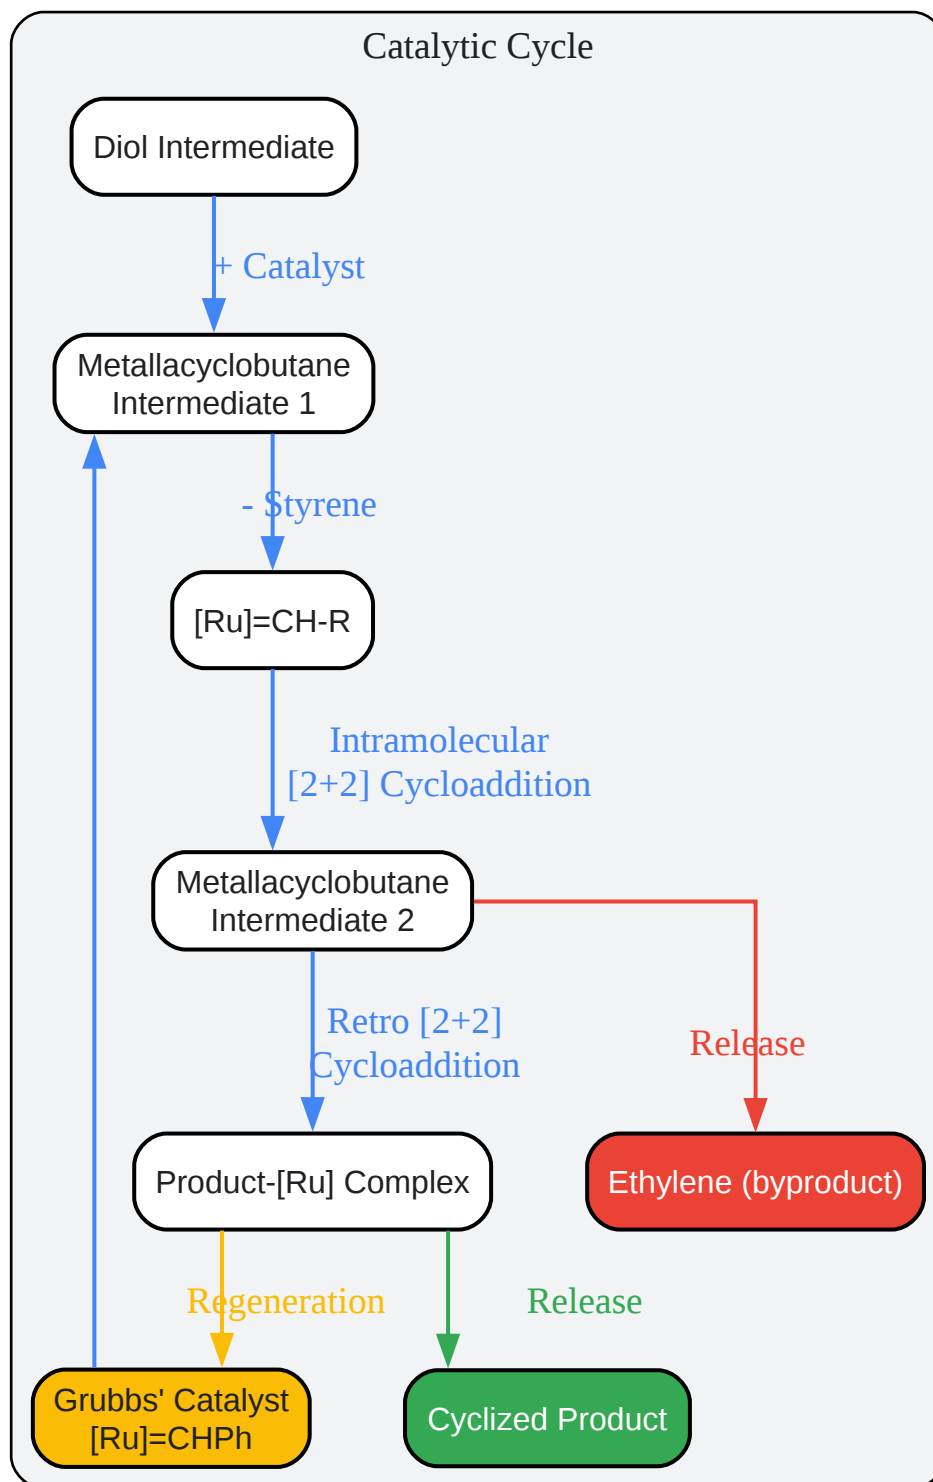 Catalytic Cycle
Diol Intermediate
+ Catalyst
Metallacyclobutane
Intermediate 1
- Styrene
[Ru]=CH-R
Intramolecular
[2+2] Cycloaddition
Metallacyclobutane
Intermediate 2
Retro [2+2]
Cycloaddition
Release
Product-[Ru] Complex
Ethylene (byproduct)
Regeneration
Release
Grubbs' Catalyst
[Ru]=CHPh
Cyclized Product